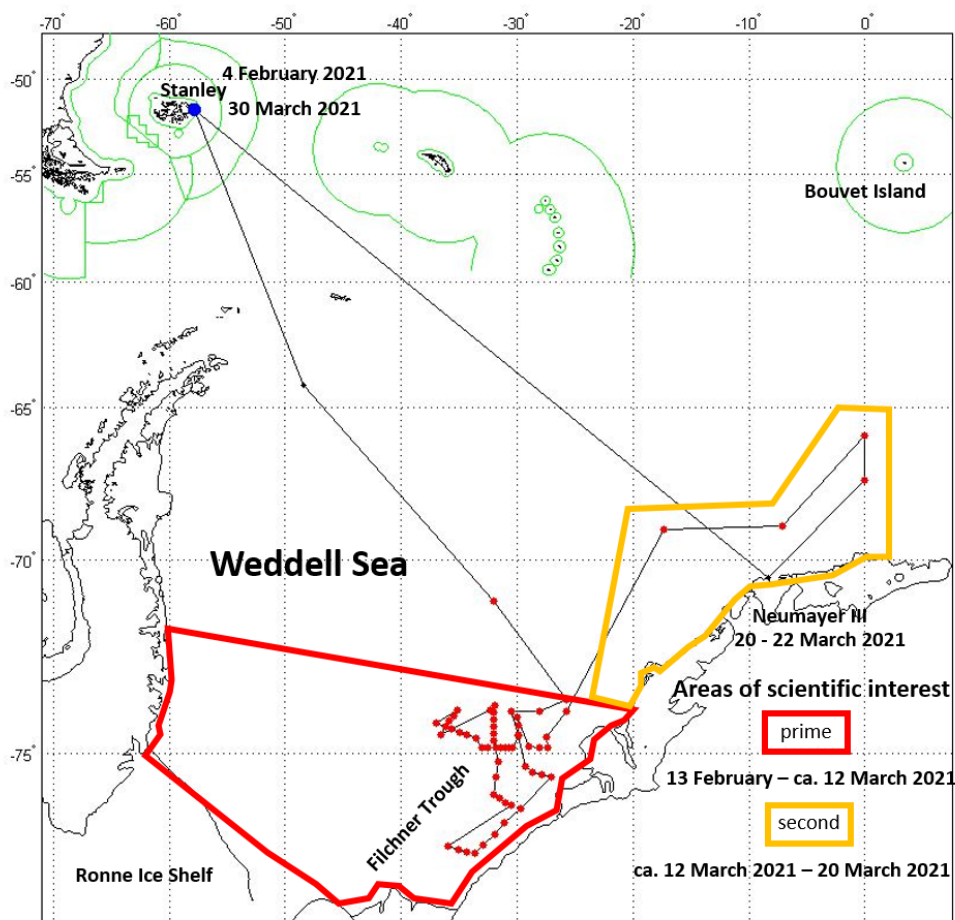 -70° -60° -50° -40° -30° -20° -10° 0°
-50°
-55°
-60°
-65°
-70°
-75°
4 February 2021
Stanley
30 March 2021
Bouvet Island
Weddell Sea
Neumayer III
20 - 22 March 2021
Areas of scientific interest
prime
13 February – ca. 12 March 2021
second
ca. 12 March 2021 – 20 March 2021
Filchner Trough
Ronne Ice Shelf